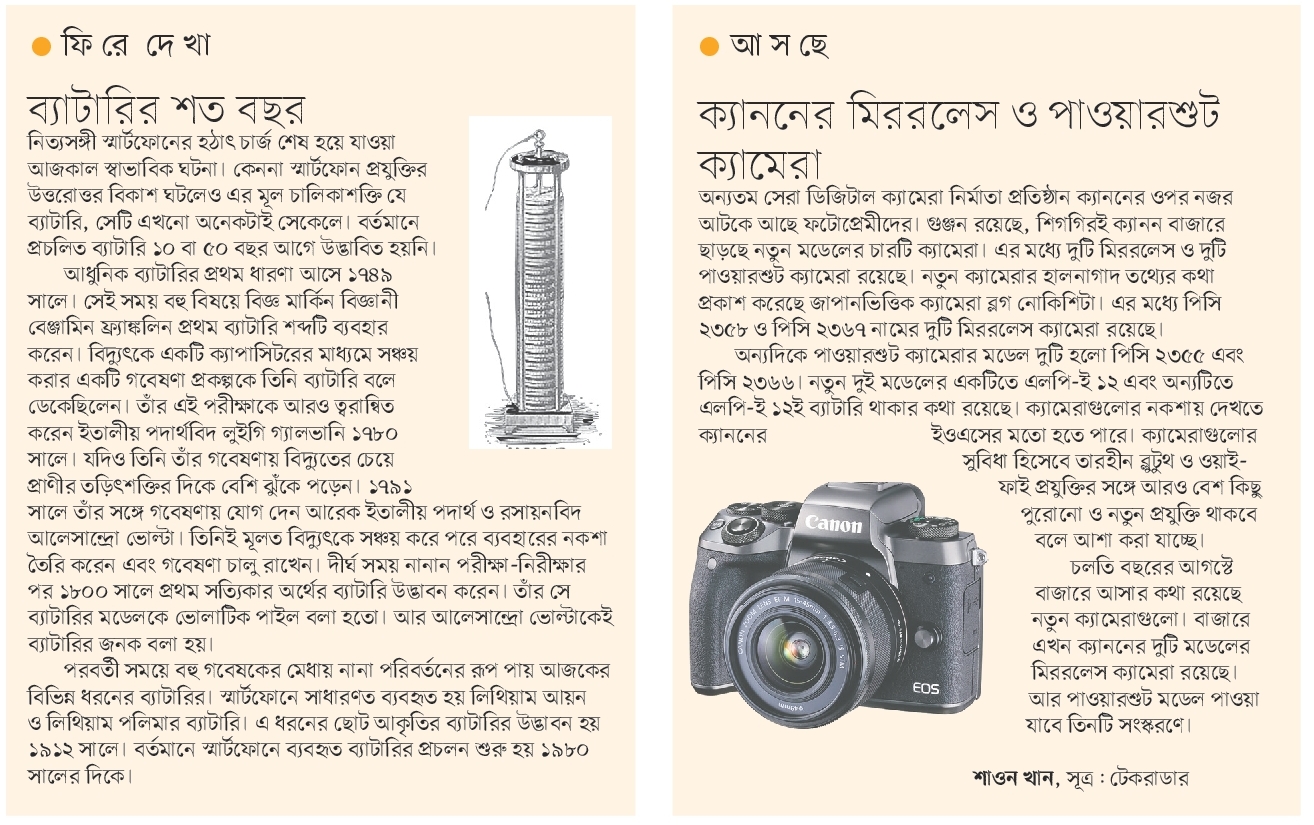 ফি রে দে খা
ব্যাটারির শত বছর
নিত্যসঙ্গী স্মার্টফোনের হঠাৎ চার্জ শেষ হয়ে যাওয়া
আজকাল স্বাভাবিক ঘটনা। কেননা স্মার্টফোন প্রযুক্তির
উত্তরোত্তর বিকাশ ঘটলেও এর মূল চালিকাশক্তি যে
ব্যাটারি, সেটি এখনো অনেকটাই সেকেলে। বর্তমানে
প্রচলিত ব্যাটারি ১০ বা ৫০ বছর আগে উদ্ভাবিত হয়নি।
আধুনিক ব্যাটারির প্রথম ধারণা আসে ১৭৪৯
সালে। সেই সময় বহু বিষয়ে বিজ্ঞ মার্কিন বিজ্ঞানী
বেঞ্জামিন ফ্র্যাঙ্কলিন প্রথম ব্যাটারি শব্দটি ব্যবহার
করেন। বিদ্যুৎকে একটি ক্যাপাসিটরের মাধ্যমে সঞ্চয়
করার একটি গবেষণা প্রকল্পকে তিনি ব্যাটারি বলে
ডেকেছিলেন। তাঁর এই পরীক্ষাকে আরও ত্বরান্বিত
করেন ইতালীয় পদার্থবিদ লুইগি গ্যালভানি ১৭৮০
সালে। যদিও তিনি তাঁর গবেষণায় বিদ্যুতের চেয়ে
প্রাণীর তড়িৎশক্তির দিকে বেশি ঝুঁকে পড়েন। ১৭৯১
সালে তাঁর সঙ্গে গবেষণায় যোগ দেন আরেক ইতালীয় পদার্থ ও রসায়নবিদ
আলেসান্দ্রো ভোল্টা। তিনিই মূলত বিদ্যুৎকে সঞ্চয় করে পরে ব্যবহারের নকশা
তৈরি করেন এবং গবেষণা চালু রাখেন। দীর্ঘ সময় নানান পরীক্ষা-নিরীক্ষার
পর ১৮০০ সালে প্রথম সত্যিকার অর্থের ব্যাটারি উদ্ভাবন করেন। তাঁর সে
ব্যাটারির মডেলকে ভোলাটিক পাইল বলা হতো। আর আলেসান্দ্রো ভোল্টাকেই
ব্যাটারির জনক বলা হয়।
পরবর্তী সময়ে বহু গবেষকের মেধায় নানা পরিবর্তনের রূপ পায় আজকের
বিভিন্ন ধরনের ব্যাটারির। স্মার্টফোনে সাধারণত ব্যবহৃত হয় লিথিয়াম আয়ন
ও লিথিয়াম পলিমার ব্যাটারি। এ ধরনের ছোট আকৃতির ব্যাটারির উদ্ভাবন হয়
১৯১২ সালে। বর্তমানে স্মার্টফোনে ব্যবহৃত ব্যাটারির প্রচলন শুরু হয় ১৯৮০
সালের দিকে।
আ স ছে
ক্যাননের মিররলেস ও পাওয়ারশুট
ক্যামেরা
অন্যতম সেরা ডিজিটাল ক্যামেরা নির্মাতা প্রতিষ্ঠান ক্যাননের ওপর নজর
আটকে আছে ফটোপ্রেমীদের। গুঞ্জন রয়েছে, শিগগিরই ক্যানন বাজারে
ছাড়ছে নতুন মডেলের চারটি ক্যামেরা। এর মধ্যে দুটি মিররলেস ও দুটি
পাওয়ারশুট ক্যামেরা রয়েছে। নতুন ক্যামেরার হালনাগাদ তথ্যের কথা
প্রকাশ করেছে জাপানভিত্তিক ক্যামেরা ব্লগ নোকিশিটা। এর মধ্যে পিসি
২৩৫৮ ও পিসি ২৩৬৭ নামের দুটি মিররলেস ক্যামেরা রয়েছে।
অন্যদিকে পাওয়ারশুট ক্যামেরার মডেল দুটি হলো পিসি ২৩৫৫ এবং
পিসি ২৩৬৬। নতুন দুই মডেলের একটিতে এলপি-ই ১২ এবং অন্যটিতে
এলপি-ই ১২ই ব্যাটারি থাকার কথা রয়েছে। ক্যামেরাগুলোর নকশায় দেখতে
ক্যাননের ইওএসের মতো হতে পারে। ক্যামেরাগুলোর
সুবিধা হিসেবে তারহীন ব্লুটুথ ও ওয়াই-
ফাই প্রযুক্তির সঙ্গে আরও বেশ কিছু
পুরোনো ও নতুন প্রযুক্তি থাকবে
বলে আশা করা যাচ্ছে।
চলতি বছরের আগস্টে
বাজারে আসার কথা রয়েছে
নতুন ক্যামেরাগুলো। বাজারে
এখন ক্যাননের দুটি মডেলের
মিররলেস ক্যামেরা রয়েছে।
আর পাওয়ারশুট মডেল পাওয়া
যাবে তিনটি সংস্করণে।
Canon
EOS
শাওন খান, সূত্র : টেকরাডার